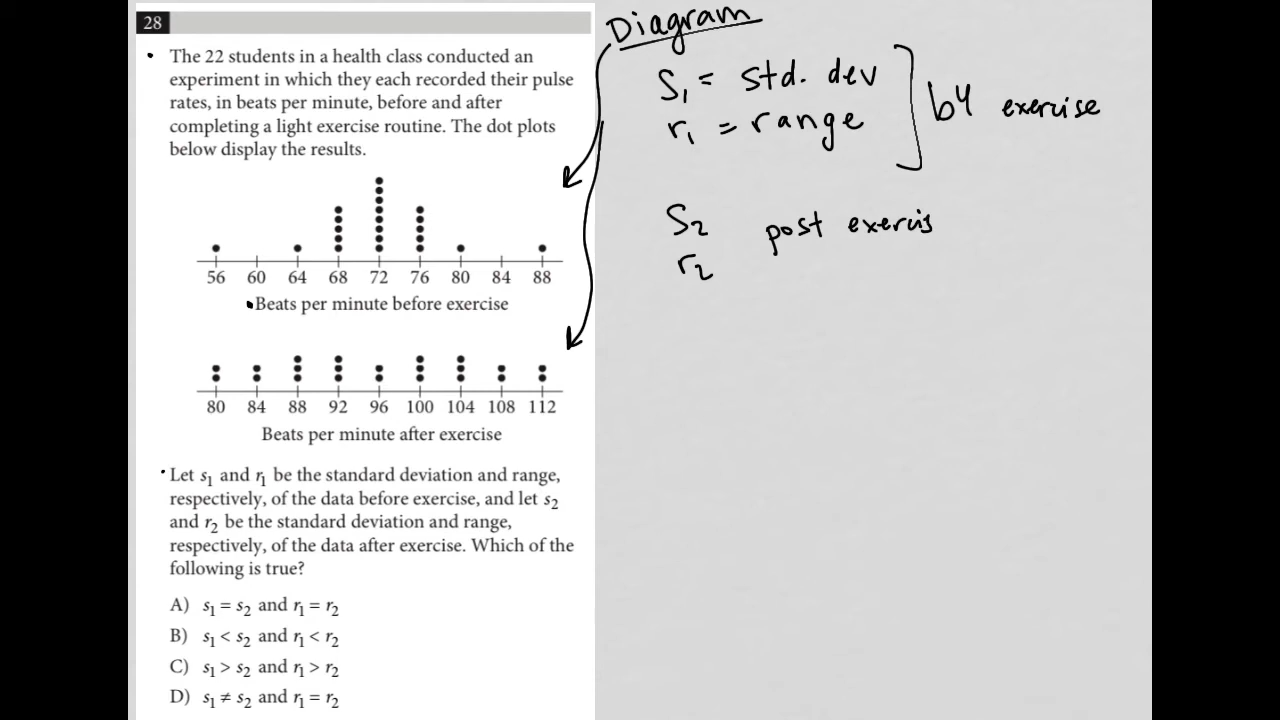 28
• The 22 students in a health class conducted an
experiment in which they each recorded their pulse
rates, in beats per minute, before and after
completing a light exercise routine. The dot plots
below display the results.
56 60 64 68 72 76 80 84 88
Beats per minute before exercise
80 84 88 92 96 100 104 108 112
Beats per minute after exercise
Let s₁ and r₁ be the standard deviation and range,
respectively, of the data before exercise, and let s₂
and r₂ be the standard deviation and range,
respectively, of the data after exercise. Which of the
following is true?
A) s₁ = s₂ and r₁ = r₂
B) s₁ < s₂ and r₁ < r₂
C) s₁ > s₂ and r₁ > r₂
D) s₁ ≠ s₂ and r₁ = r₂
Diagram
S₁ = std. dev
r₁ = range
b4 exercise
S₂
r₂
post exercis